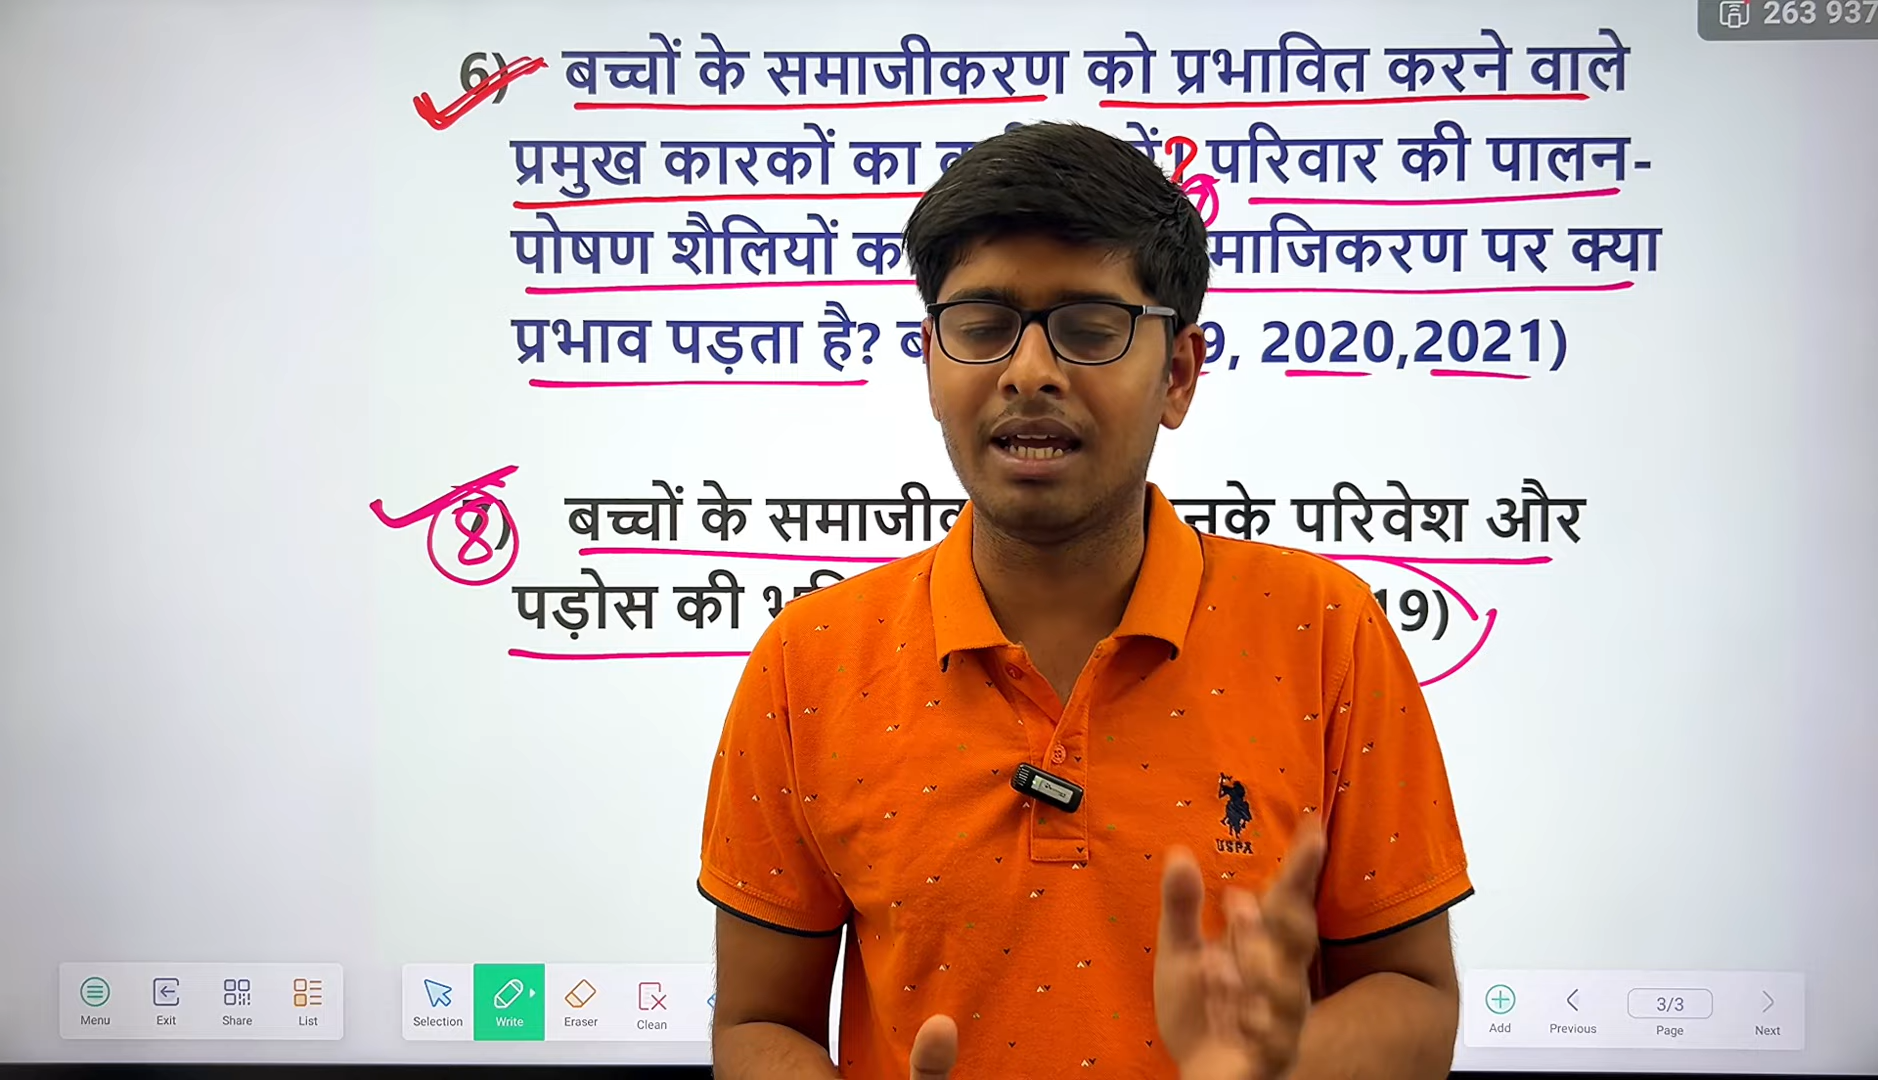 263 937
6) बच्चों के समाजीकरण को प्रभावित करने वाले
प्रमुख कारकों का ? परिवार की पालन-
पोषण शैलियों माजिकरण पर क्या
प्रभाव पड़ता है? 9, 2020,2021)
8) बच्चों के नके परिवेश और
पड़ोस की 19)
USPA
Menu Exit Share List Selection Write Eraser Clean Add Previous 3/3 Page Next